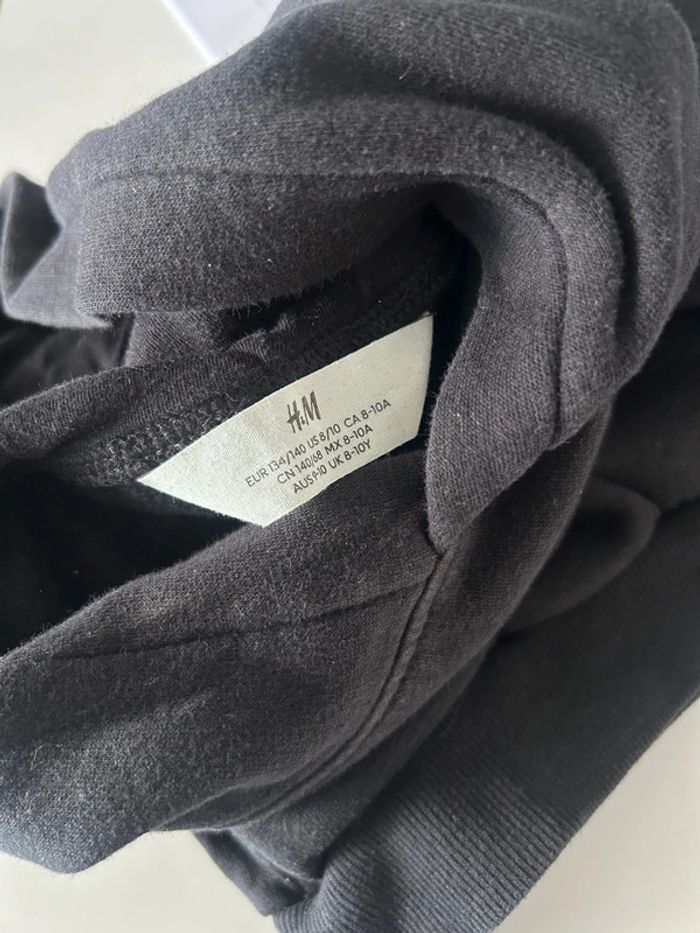 H&M
EUR 134/140 US 8/10 CA 8-10A
CN 140/68 MX 8-10A
AUS 9-10 UK 8-10Y